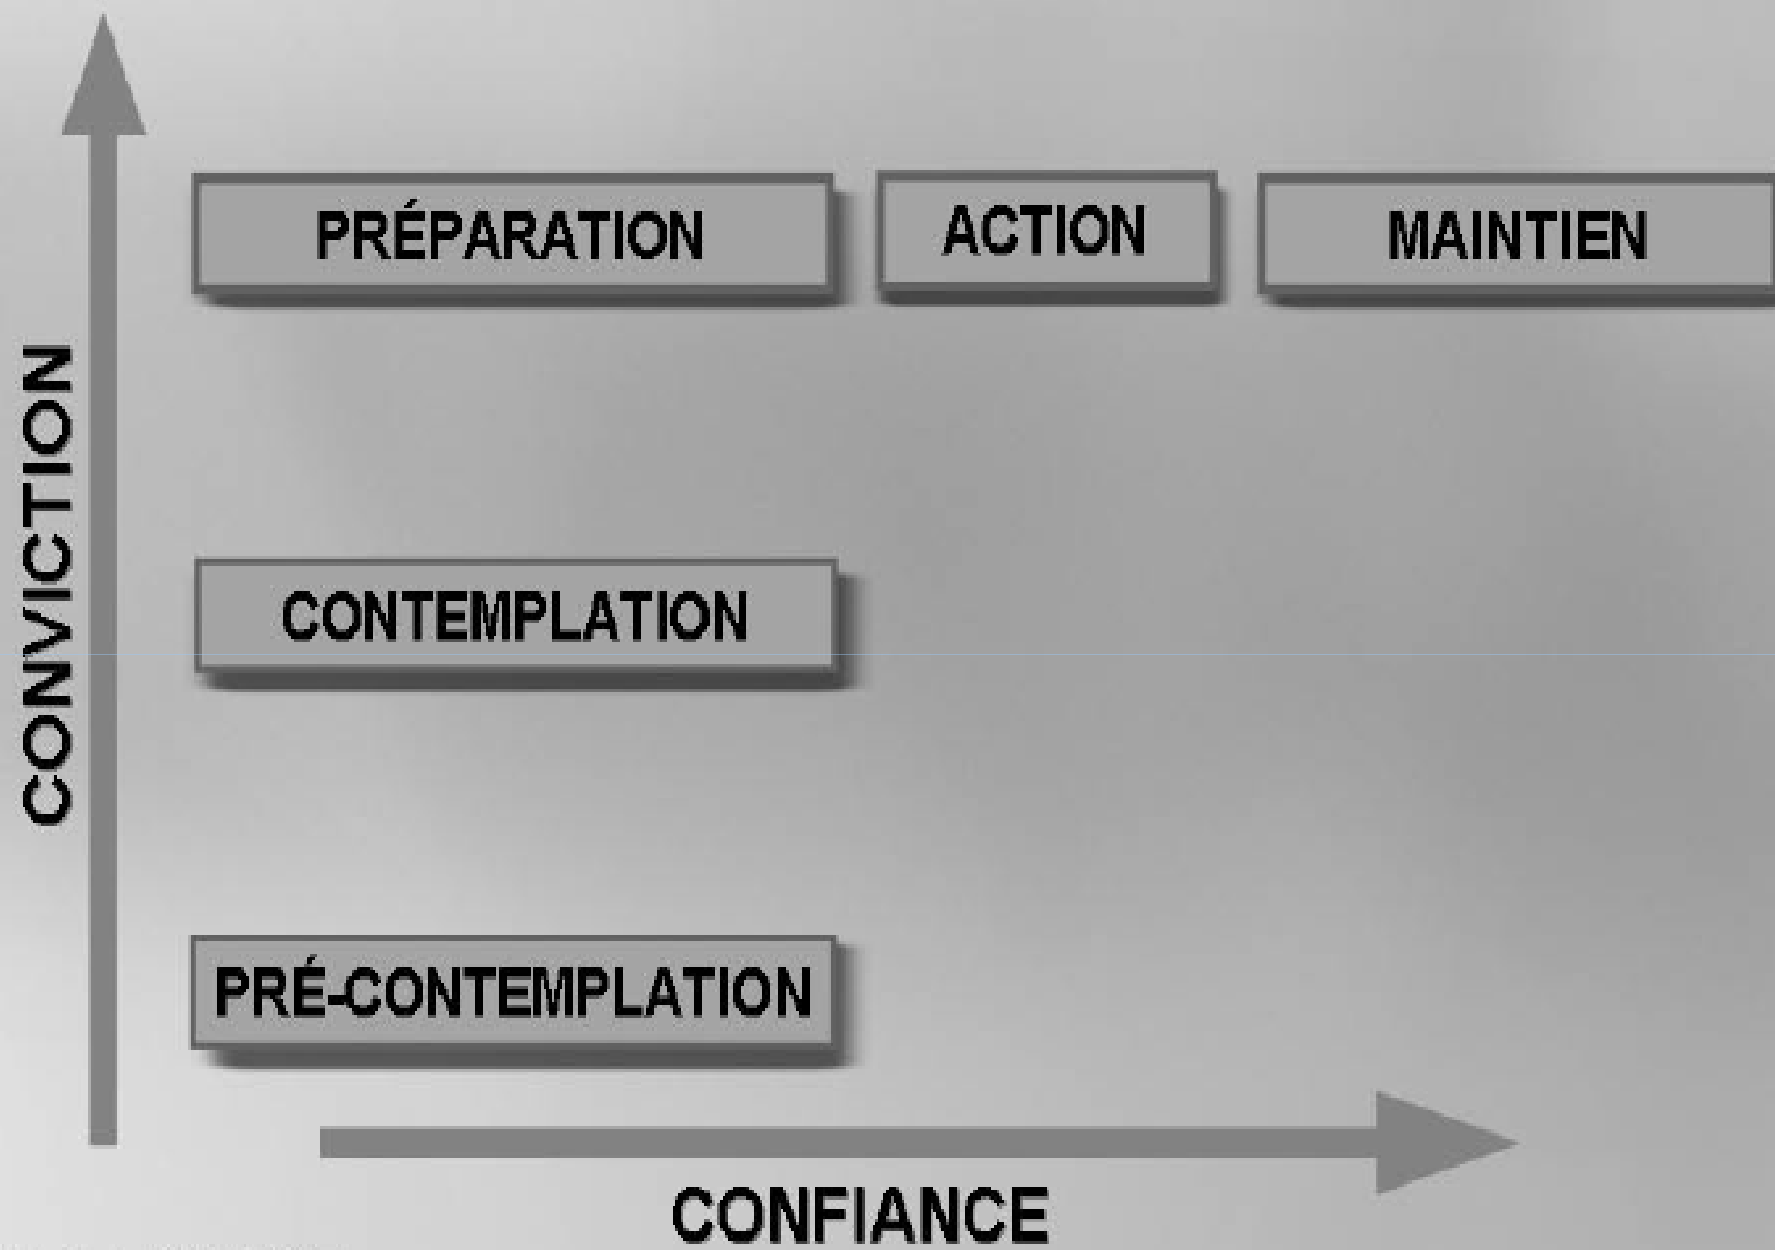 PRÉPARATION
ACTION
MAINTIEN
CONVICTION
CONTEMPLATION
PRÉ-CONTEMPLATION
CONFIANCE